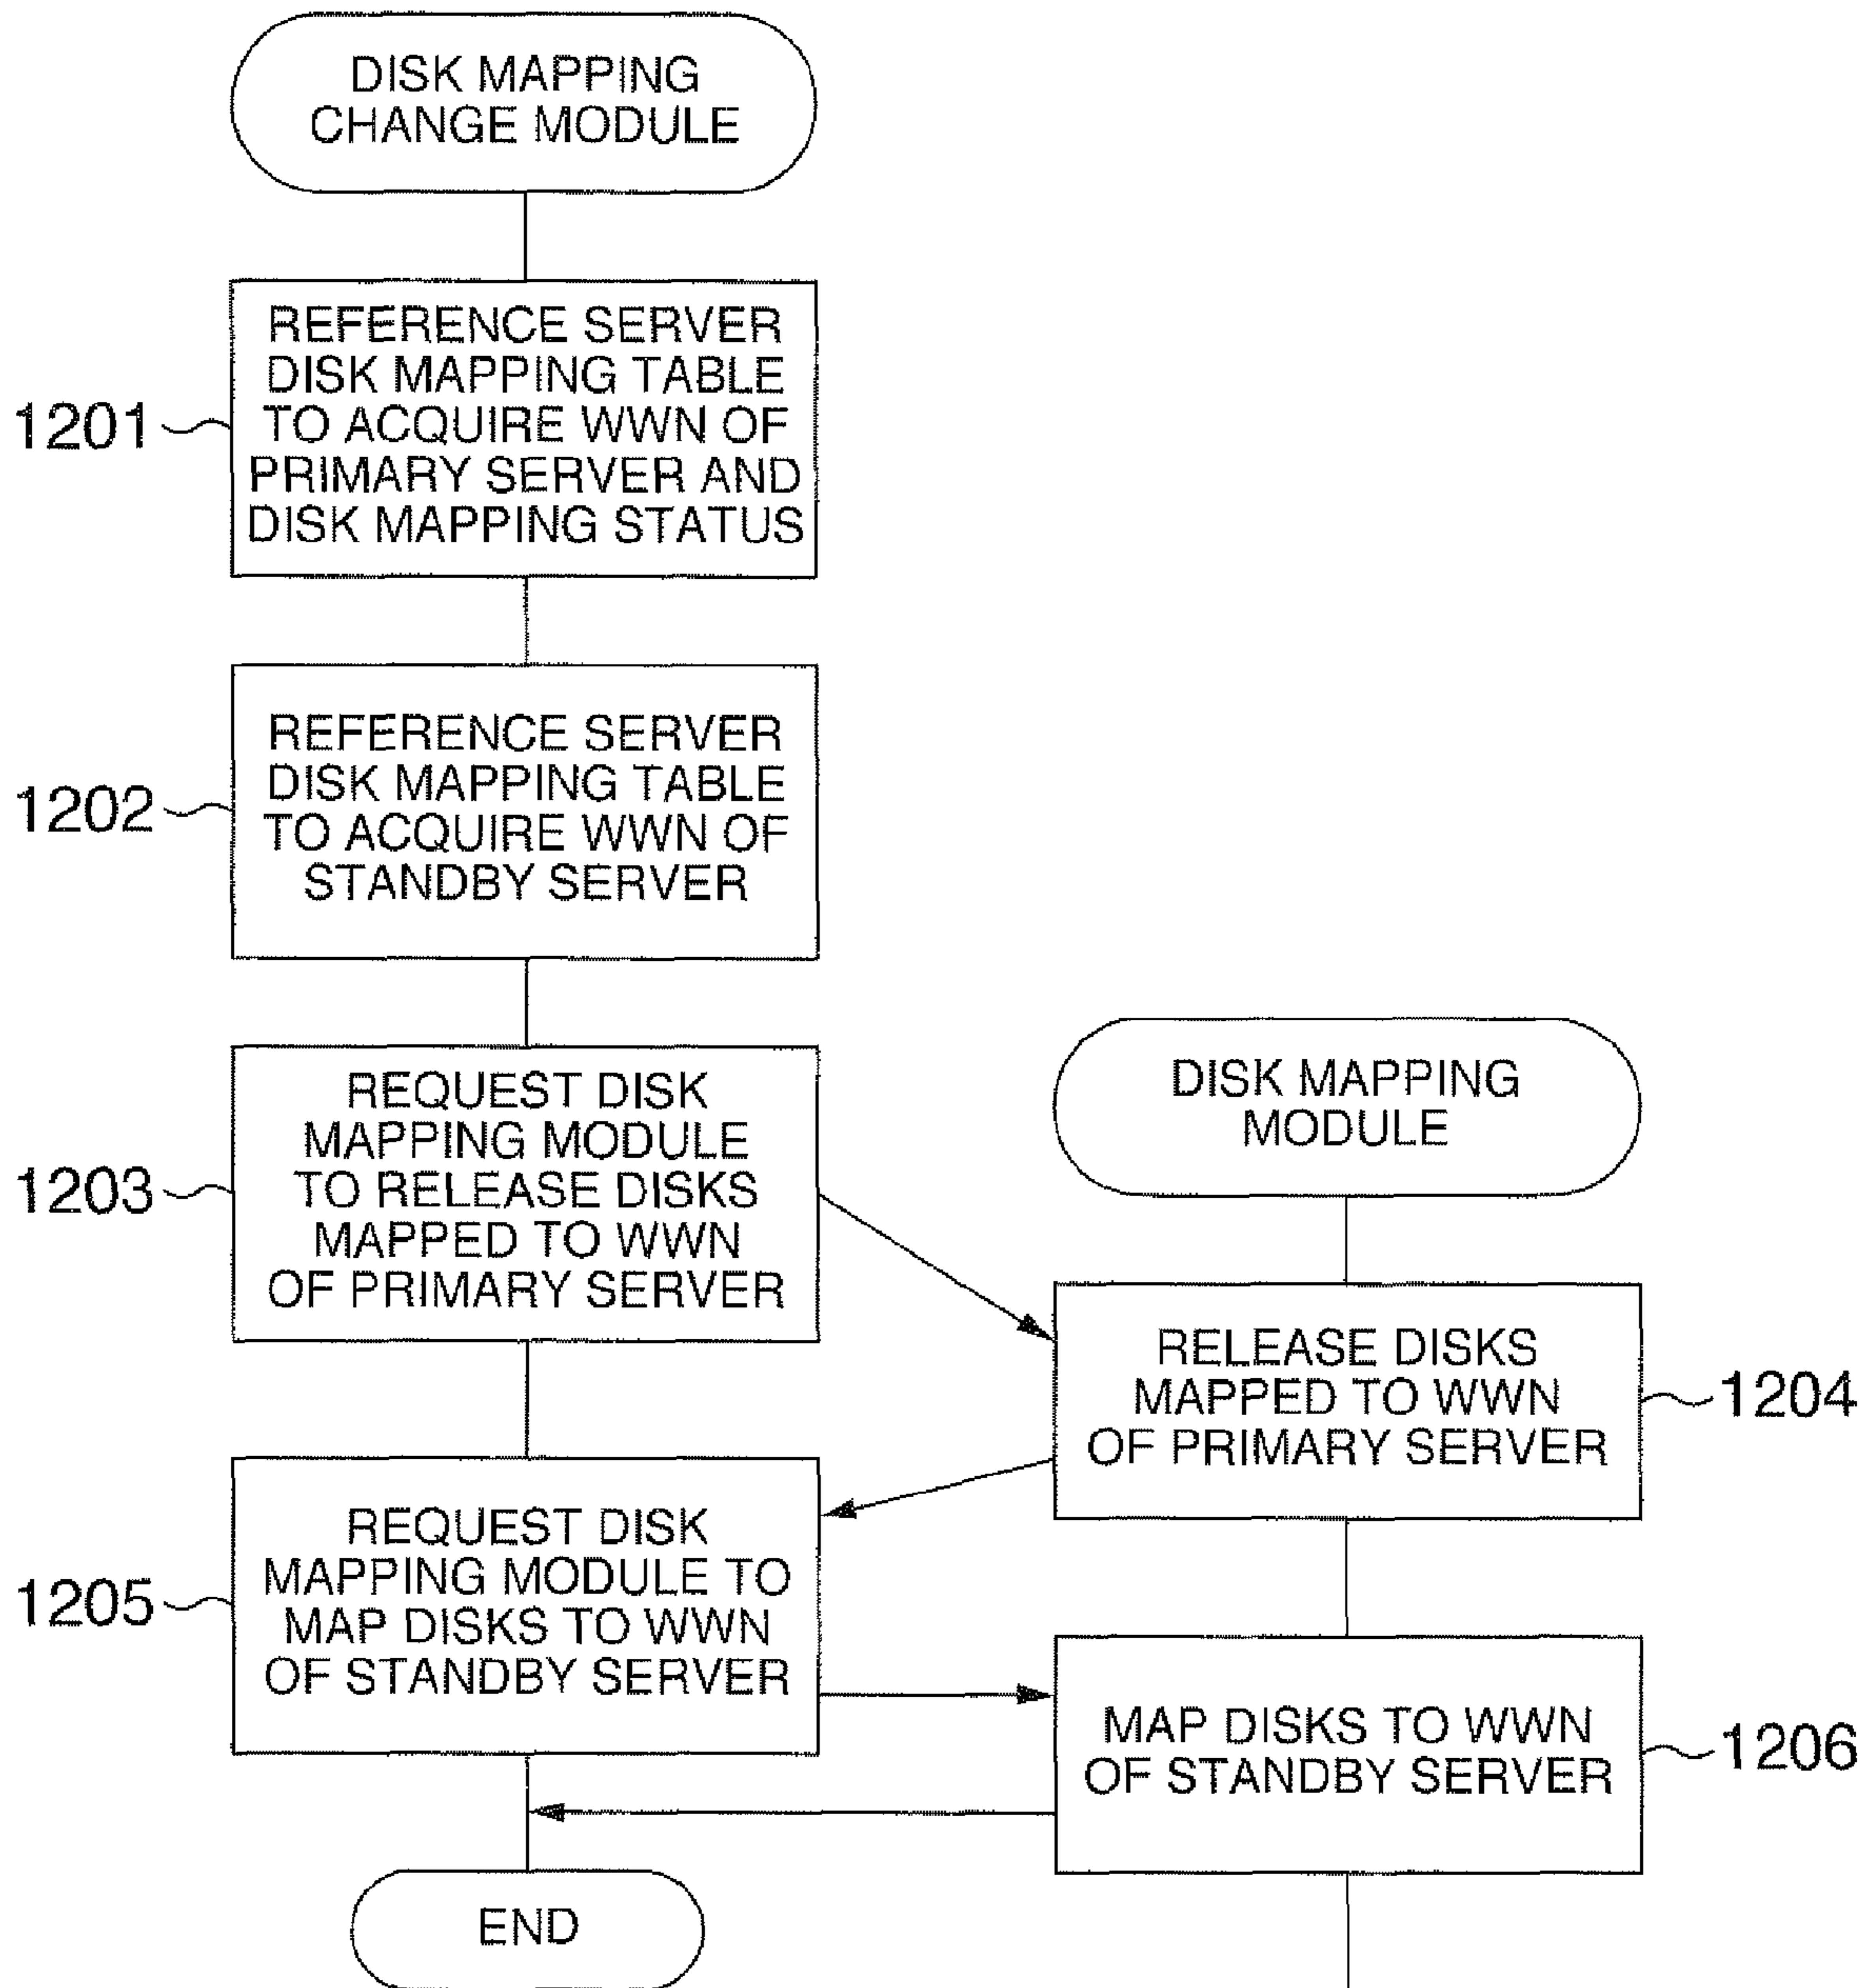 DISK MAPPING
CHANGE MODULE
1201
REFERENCE SERVER
DISK MAPPING TABLE
TO ACQUIRE WWN OF
PRIMARY SERVER AND
DISK MAPPING STATUS
1202
REFERENCE SERVER
DISK MAPPING TABLE
TO ACQUIRE WWN OF
STANDBY SERVER
1203
REQUEST DISK
MAPPING MODULE
TO RELEASE DISKS
MAPPED TO WWN
OF PRIMARY SERVER
DISK MAPPING
MODULE
RELEASE DISKS
MAPPED TO WWN
OF PRIMARY SERVER
1204
1205
REQUEST DISK
MAPPING MODULE TO
MAP DISKS TO WWN
OF STANDBY SERVER
MAP DISKS TO WWN
OF STANDBY SERVER
1206
END